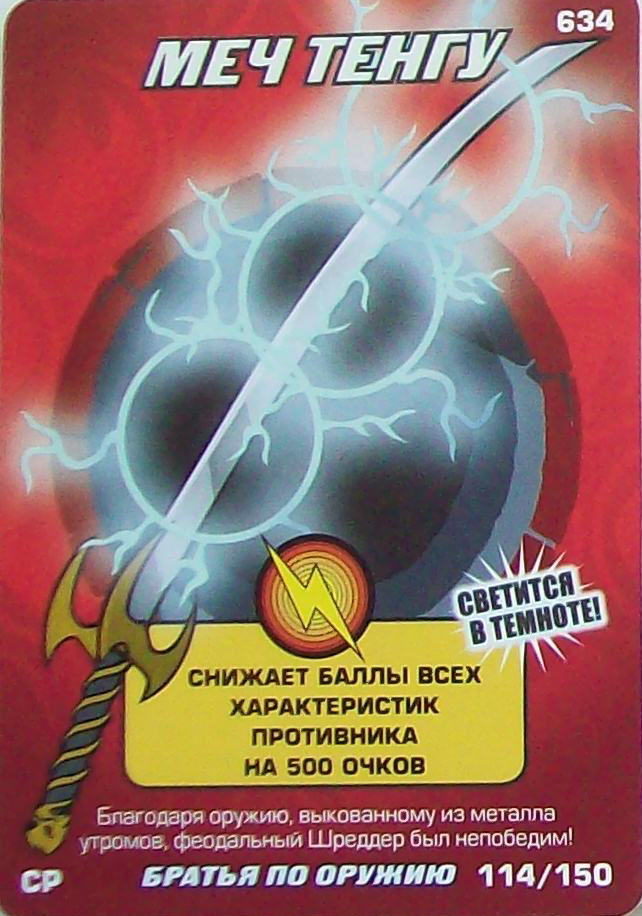 634
МЕЧ ТЕНГУ
СВЕТИТСЯ
В ТЕМНОТЕ!
СНИЖАЕТ БАЛЛЫ ВСЕХ
ХАРАКТЕРИСТИК
ПРОТИВНИКА
НА 500 ОЧКОВ
Благодаря оружию, выкованному из металла
утромов, феодальный Шреддер был непобедим!
СР БРАТЬЯ ПО ОРУЖИЮ 114/150